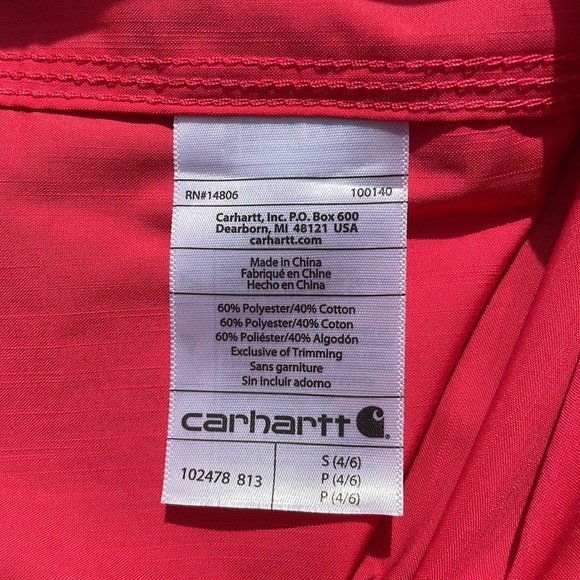 RN#14806 100140
Carhartt, Inc. P.O. Box 600
Dearborn, MI 48121 USA
carhartt.com
Made in China
Fabriqué en Chine
Hecho en China
60% Polyester/40% Cotton
60% Polyester/40% Coton
60% Poliéster/40% Algodón
Exclusive of Trimming
Sans garniture
Sin incluir adorno
carhartt
102478 813
S (4/6)
P (4/6)
P (4/6)